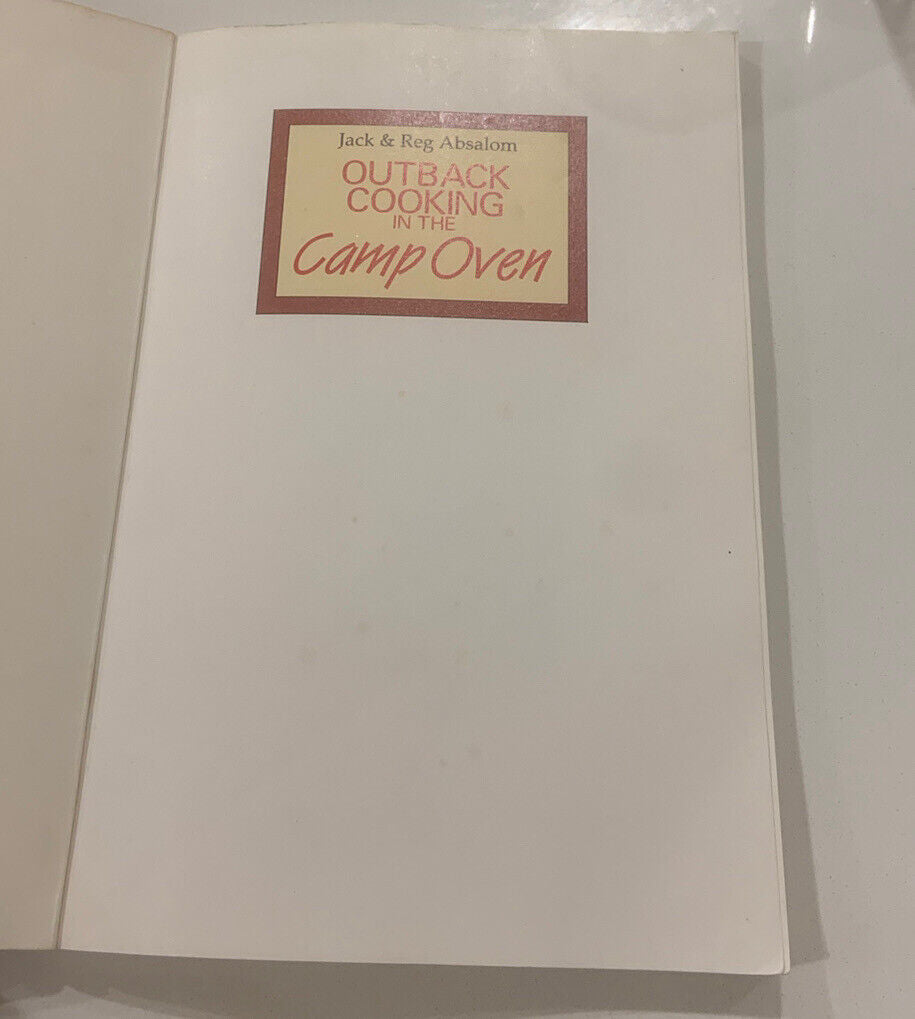 Jack & Reg Absalom
OUTBACK
COOKING
IN THE
Camp Oven